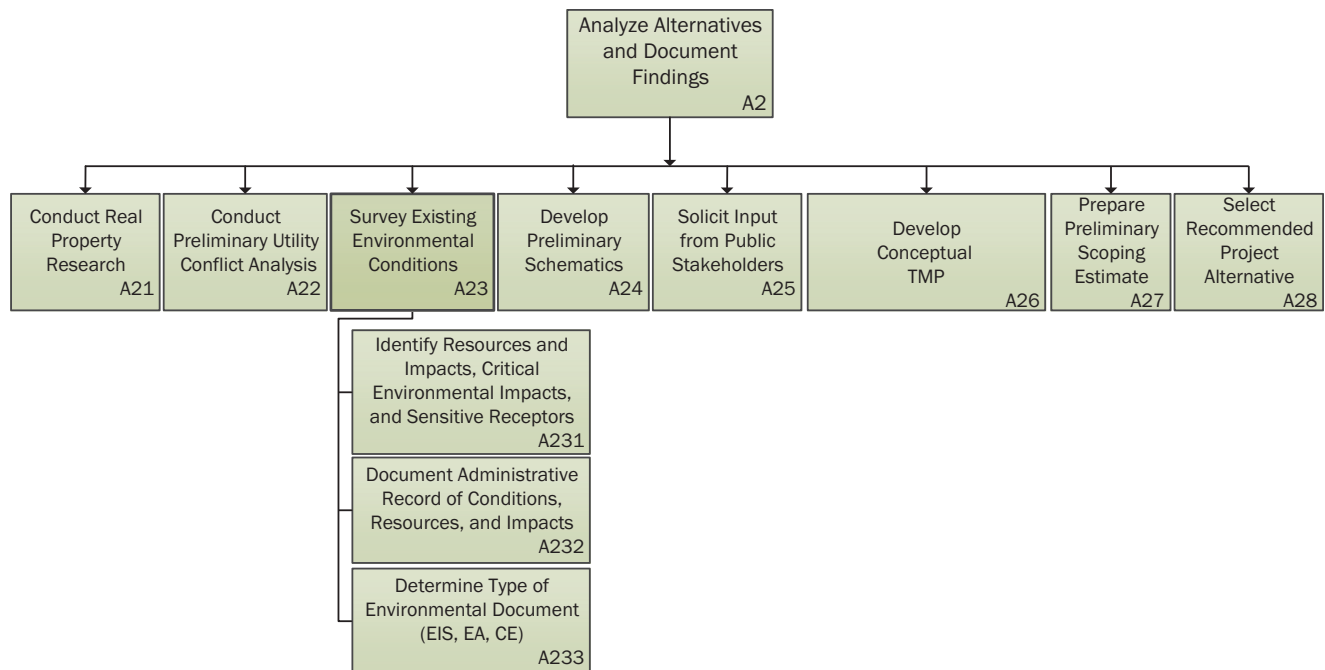 Analyze Alternatives
and Document
Findings
A2
Conduct Real
Property
Research
A21
Conduct
Preliminary Utility
Conflict Analysis
A22
Survey Existing
Environmental
Conditions
A23
Develop
Preliminary
Schematics
A24
Solicit Input
from Public
Stakeholders
A25
Develop
Conceptual
TMP
A26
Prepare
Preliminary
Scoping
Estimate
A27
Select
Recommended
Project
Alternative
A28
Identify Resources and
Impacts, Critical
Environmental Impacts,
and Sensitive Receptors
A231
Document Administrative
Record of Conditions,
Resources, and Impacts
A232
Determine Type of
Environmental Document
(EIS, EA, CE)
A233